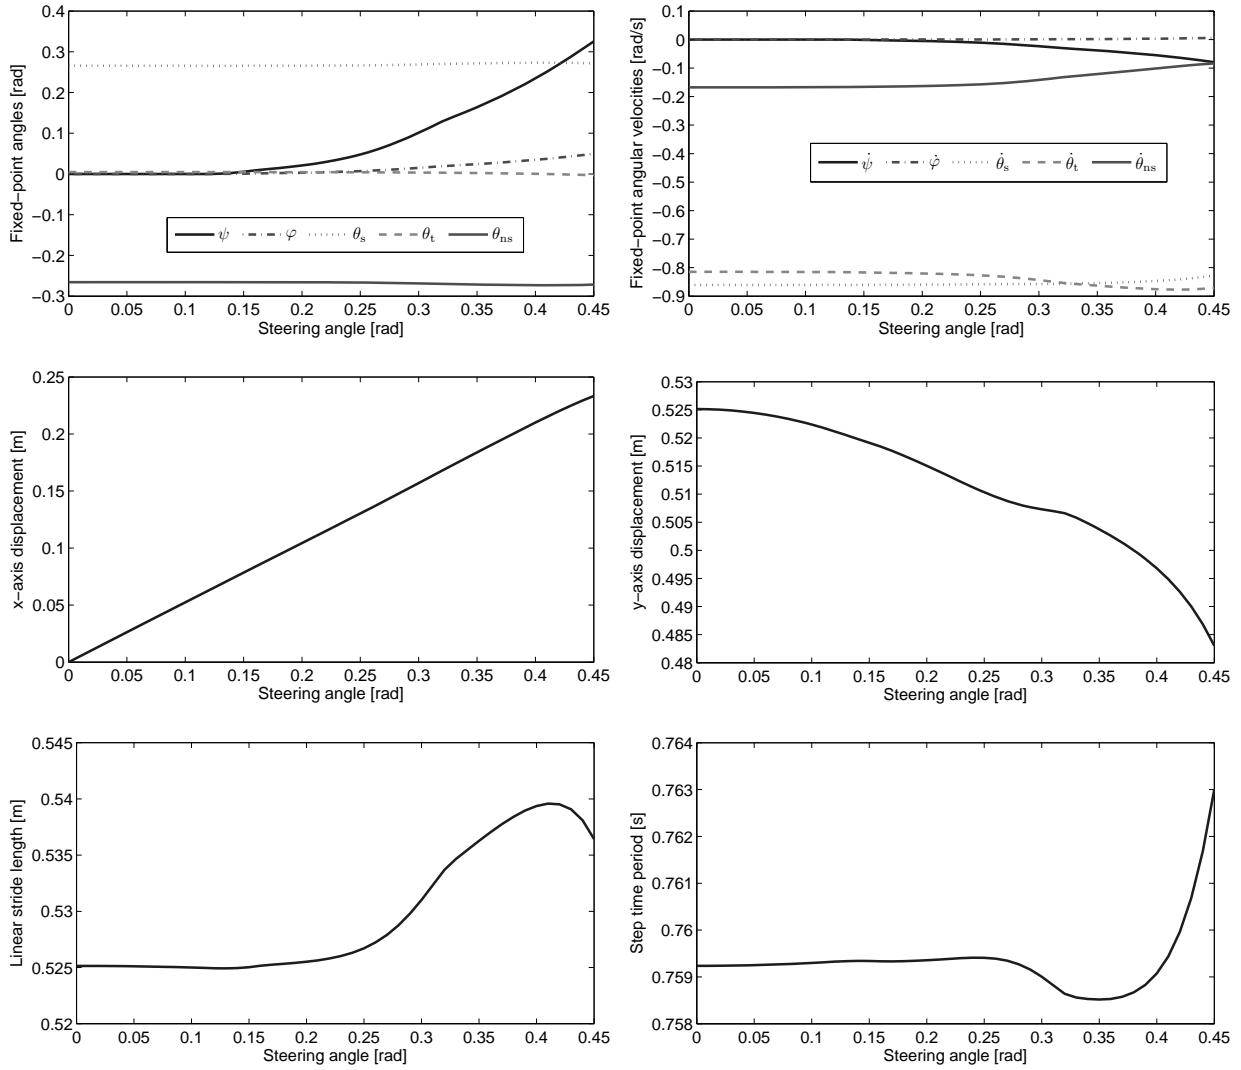 0.4
0.3
0.2
0.1
0
−0.1
−0.2
−0.3
Fixed−point angles [rad]
ψ φ θs θt θns
0 0.05 0.1 0.15 0.2 0.25 0.3 0.35 0.4 0.45
Steering angle [rad]
0.1
0
−0.1
−0.2
−0.3
−0.4
−0.5
−0.6
−0.7
−0.8
−0.9
Fixed−point angular velocities [rad/s]
ψ̇ φ̇ θ̇s θ̇t θ̇ns
0 0.05 0.1 0.15 0.2 0.25 0.3 0.35 0.4 0.45
Steering angle [rad]
0.25
0.2
0.15
0.1
0.05
0
x−axis displacement [m]
0 0.05 0.1 0.15 0.2 0.25 0.3 0.35 0.4 0.45
Steering angle [rad]
0.53
0.525
0.52
0.515
0.51
0.505
0.5
0.495
0.49
0.485
0.48
y−axis displacement [m]
0 0.05 0.1 0.15 0.2 0.25 0.3 0.35 0.4 0.45
Steering angle [rad]
0.545
0.54
0.535
0.53
0.525
0.52
Linear stride length [m]
0 0.05 0.1 0.15 0.2 0.25 0.3 0.35 0.4 0.45
Steering angle [rad]
0.764
0.763
0.762
0.761
0.76
0.759
0.758
Step time period [s]
0 0.05 0.1 0.15 0.2 0.25 0.3 0.35 0.4 0.45
Steering angle [rad]